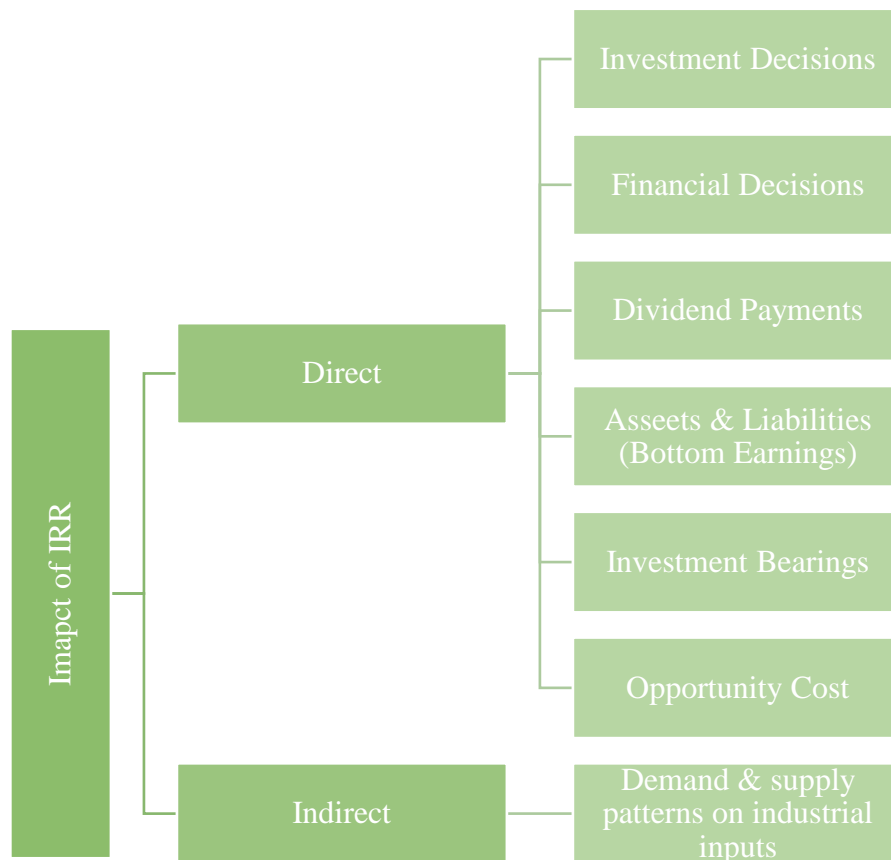 Imapct of IRR
Direct
Investment Decisions
Financial Decisions
Dividend Payments
Asseets & Liabilities
(Bottom Earnings)
Investment Bearings
Opportunity Cost
Indirect
Demand & supply
patterns on industrial
inputs